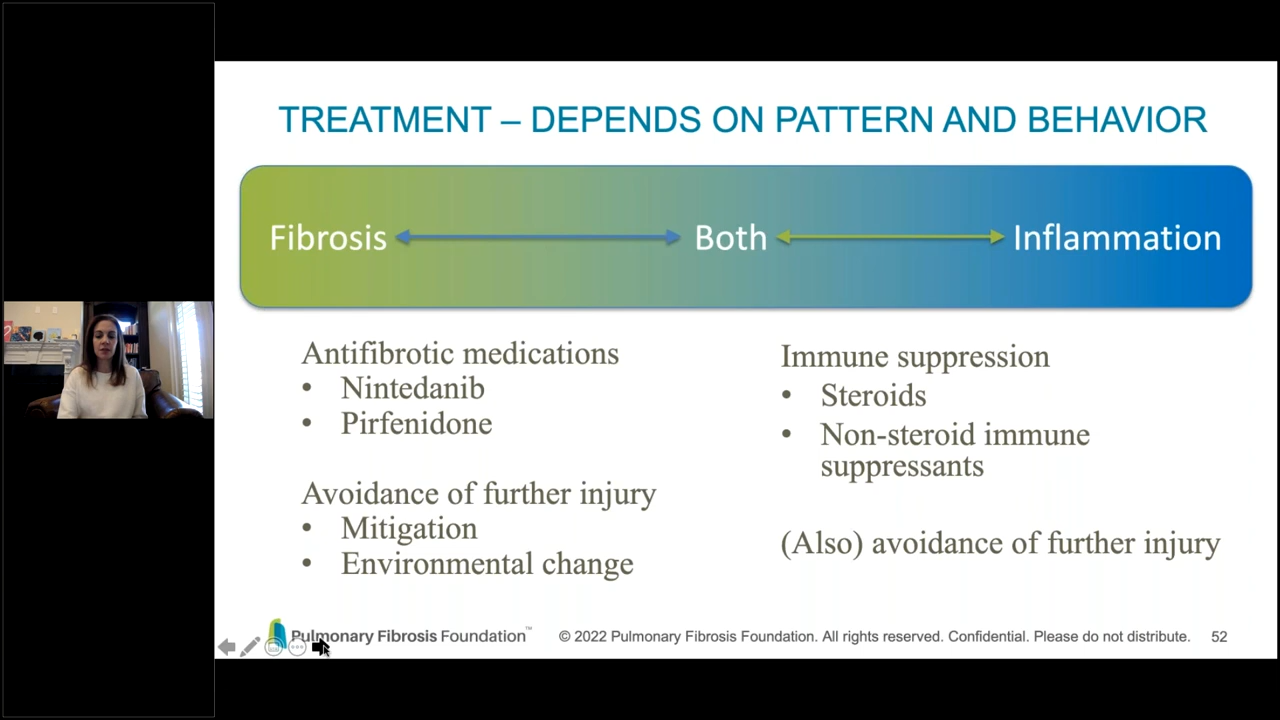 TREATMENT – DEPENDS ON PATTERN AND BEHAVIOR
Fibrosis Both Inflammation
Antifibrotic medications
• Nintedanib
• Pirfenidone
Avoidance of further injury
• Mitigation
• Environmental change
Immune suppression
• Steroids
• Non-steroid immune
suppressants
(Also) avoidance of further injury
Pulmonary Fibrosis Foundation™ © 2022 Pulmonary Fibrosis Foundation. All rights reserved. Confidential. Please do not distribute. 52